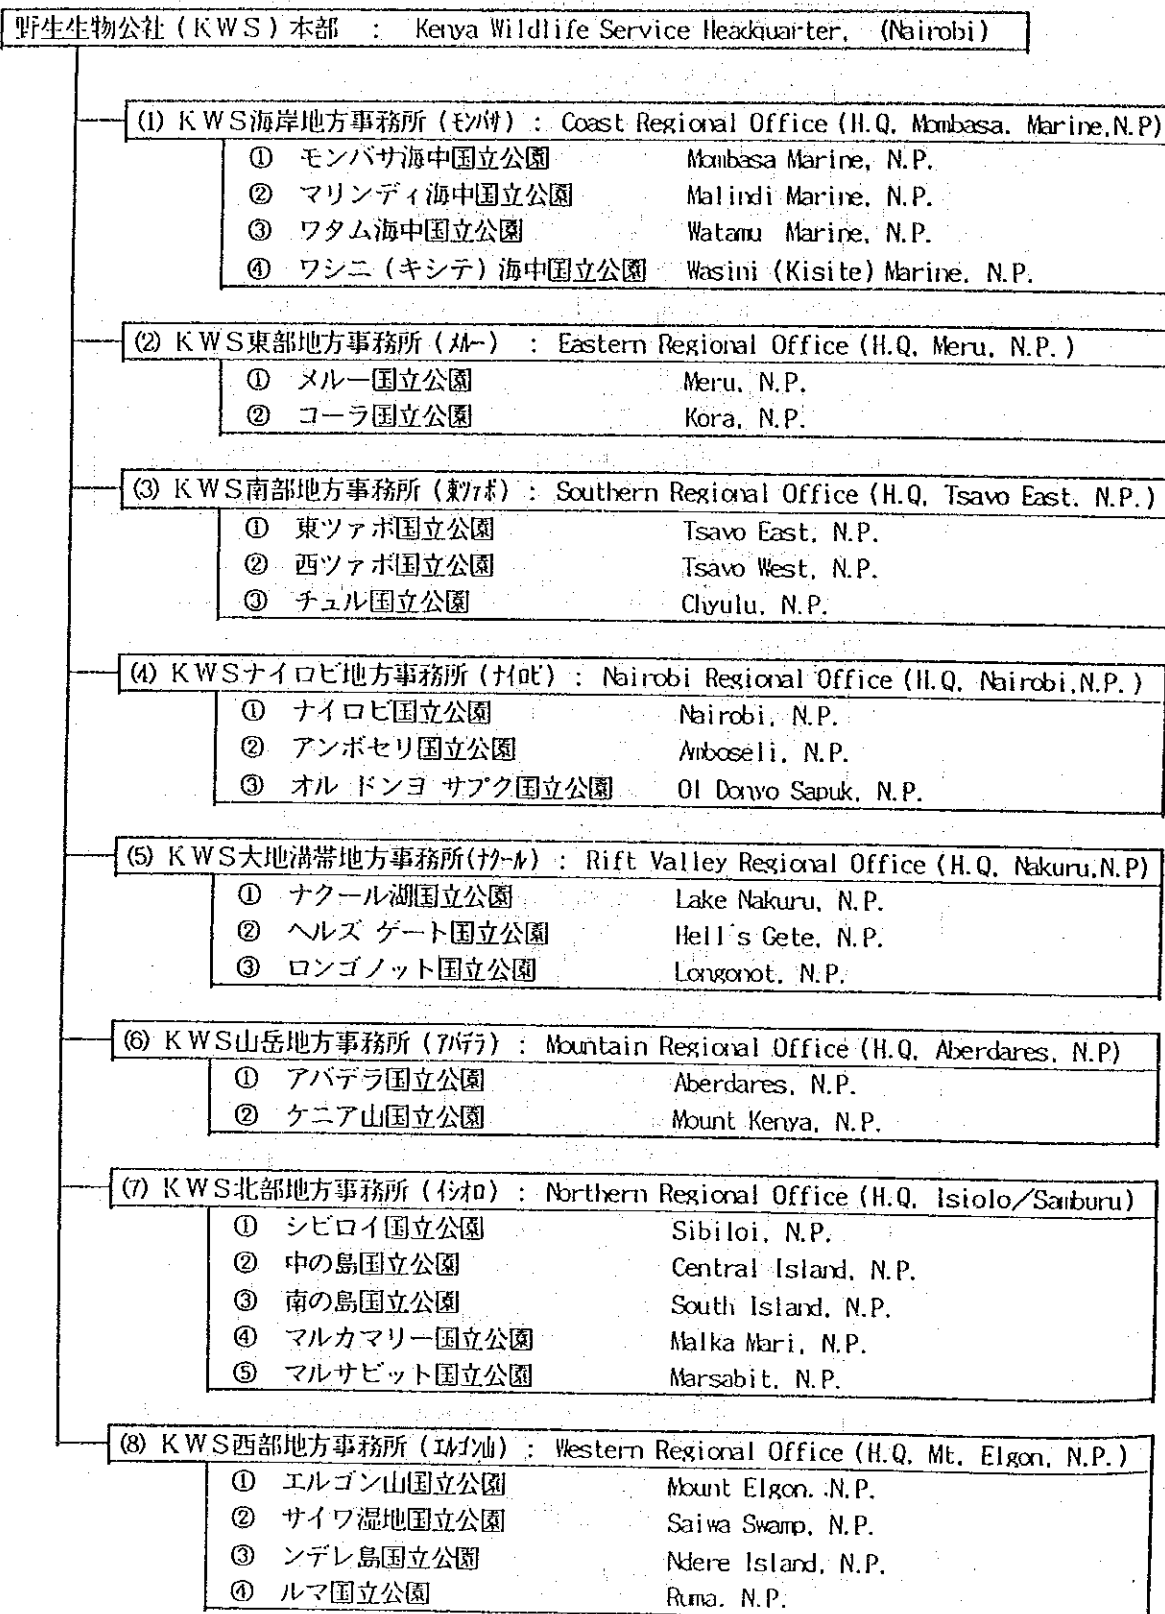 野生生物公社（ＫＷＳ）本部　：　Kenya Wildlife Service Headquarter, (Nairobi)
(1) ＫＷＳ海岸地方事務所（ﾓﾝﾊﾞｻ）：Coast Regional Office (H.Q. Mombasa. Marine,N.P)
① モンバサ海中国立公園　Mombasa Marine, N.P.
② マリンディ海中国立公園　Malindi Marine, N.P.
③ ワタム海中国立公園　Watamu Marine, N.P.
④ ワシニ（キシテ）海中国立公園　Wasini (Kisite) Marine, N.P.
(2) ＫＷＳ東部地方事務所（ﾒﾙｰ）：Eastern Regional Office (H.Q. Meru, N.P.)
① メルー国立公園　Meru, N.P.
② コーラ国立公園　Kora, N.P.
(3) ＫＷＳ南部地方事務所（東ﾂｧﾎﾞ）：Southern Regional Office (H.Q. Tsavo East. N.P.)
① 東ツァボ国立公園　Tsavo East, N.P.
② 西ツァボ国立公園　Tsavo West, N.P.
③ チュル国立公園　Chyulu, N.P.
(4) ＫＷＳナイロビ地方事務所（ﾅｲﾛﾋﾞ）：Nairobi Regional Office (H.Q. Nairobi,N.P.)
① ナイロビ国立公園　Nairobi, N.P.
② アンボセリ国立公園　Amboseli, N.P.
③ オル ドンヨ サブク国立公園　Ol Donyo Sapuk, N.P.
(5) ＫＷＳ大地溝帯地方事務所(ﾅｸｰﾙ)：Rift Valley Regional Office (H.Q. Nakuru,N.P)
① ナクール湖国立公園　Lake Nakuru, N.P.
② ヘルズ ゲート国立公園　Hell's Gete, N.P.
③ ロンゴノット国立公園　Longonot, N.P.
(6) ＫＷＳ山岳地方事務所（ｱﾊﾞﾃﾞﾗ）：Mountain Regional Office (H.Q. Aberdares, N.P)
① アバデラ国立公園　Aberdares, N.P.
② ケニア山国立公園　Mount Kenya, N.P.
(7) ＫＷＳ北部地方事務所（ｲｼｵﾛ）：Northern Regional Office (H.Q. Isiolo／Samburu)
① シビロイ国立公園　Sibiloi, N.P.
② 中の島国立公園　Central Island, N.P.
③ 南の島国立公園　South Island, N.P.
④ マルカマリー国立公園　Malka Mari, N.P.
⑤ マルサビット国立公園　Marsabit, N.P.
(8) ＫＷＳ西部地方事務所（ｴﾙｺﾞﾝ山）：Western Regional Office (H.Q. Mt. Elgon, N.P.)
① エルゴン山国立公園　Mount Elgon. N.P.
② サイワ湿地国立公園　Saiwa Swamp, N.P.
③ ンデレ島国立公園　Ndere Island, N.P.
④ ルマ国立公園　Ruma. N.P.